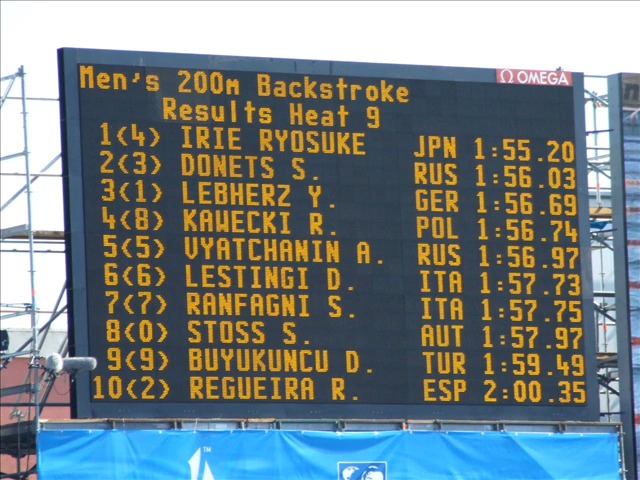 Ω OMEGA
Men's 200m Backstroke
Results Heat 9
1(4) IRIE RYOSUKE JPN 1:55.20
2(3) DONETS S. RUS 1:56.03
3(1) LEBHERZ Y. GER 1:56.69
4(8) KAWECKI R. POL 1:56.74
5(5) VYATCHANIN A. RUS 1:56.97
6(6) LESTINGI D. ITA 1:57.73
7(7) RANFAGNI S. ITA 1:57.75
8(0) STOSS S. AUT 1:57.97
9(9) BUYUKUNCU D. TUR 1:59.49
10(2) REGUEIRA R. ESP 2:00.35
TM